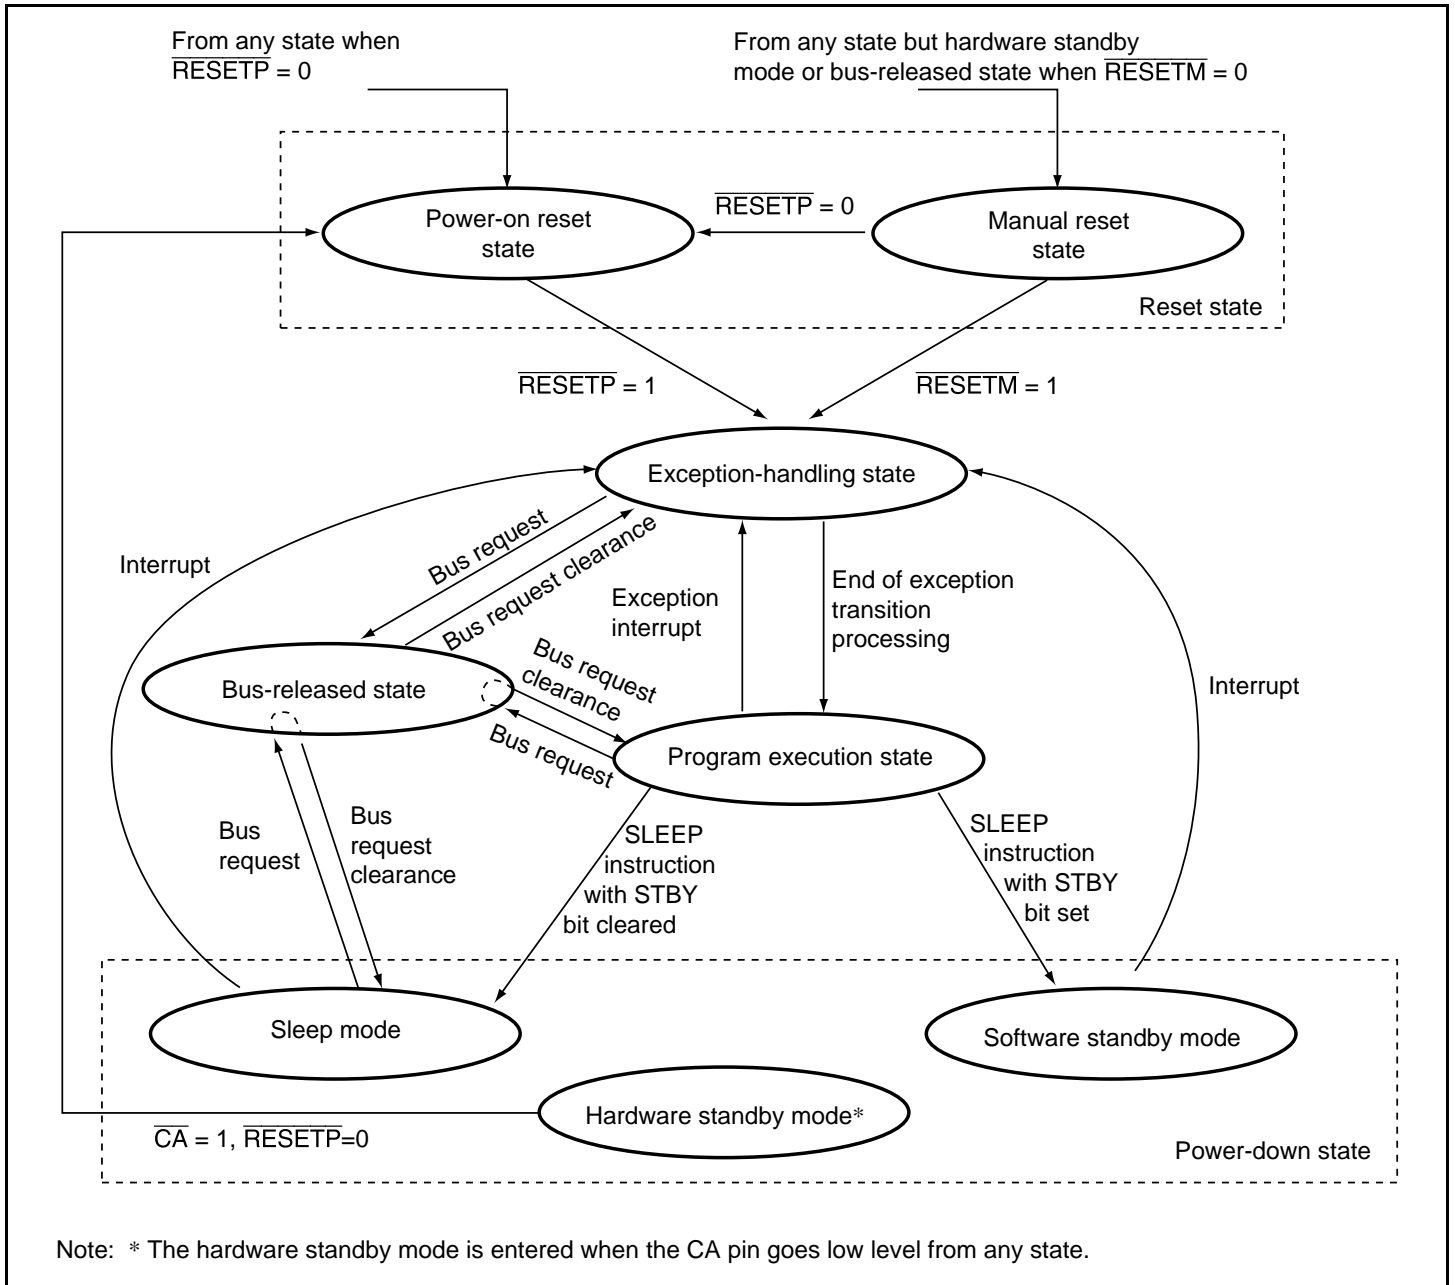 From any state when
RESETP = 0
From any state but hardware standby
mode or bus-released state when RESETM = 0
Power-on reset
state
RESETP = 0
Manual reset
state
Reset state
RESETP = 1
RESETM = 1
Exception-handling state
Interrupt
Bus request
Bus request clearance
Exception
interrupt
End of exception
transition
processing
Bus-released state
Bus request
clearance
Bus request
Interrupt
Program execution state
Bus
request
Bus
request
clearance
SLEEP
instruction
with STBY
bit cleared
SLEEP
instruction
with STBY
bit set
Sleep mode
Software standby mode
Hardware standby mode*
CA = 1, RESETP=0
Power-down state
Note: * The hardware standby mode is entered when the CA pin goes low level from any state.